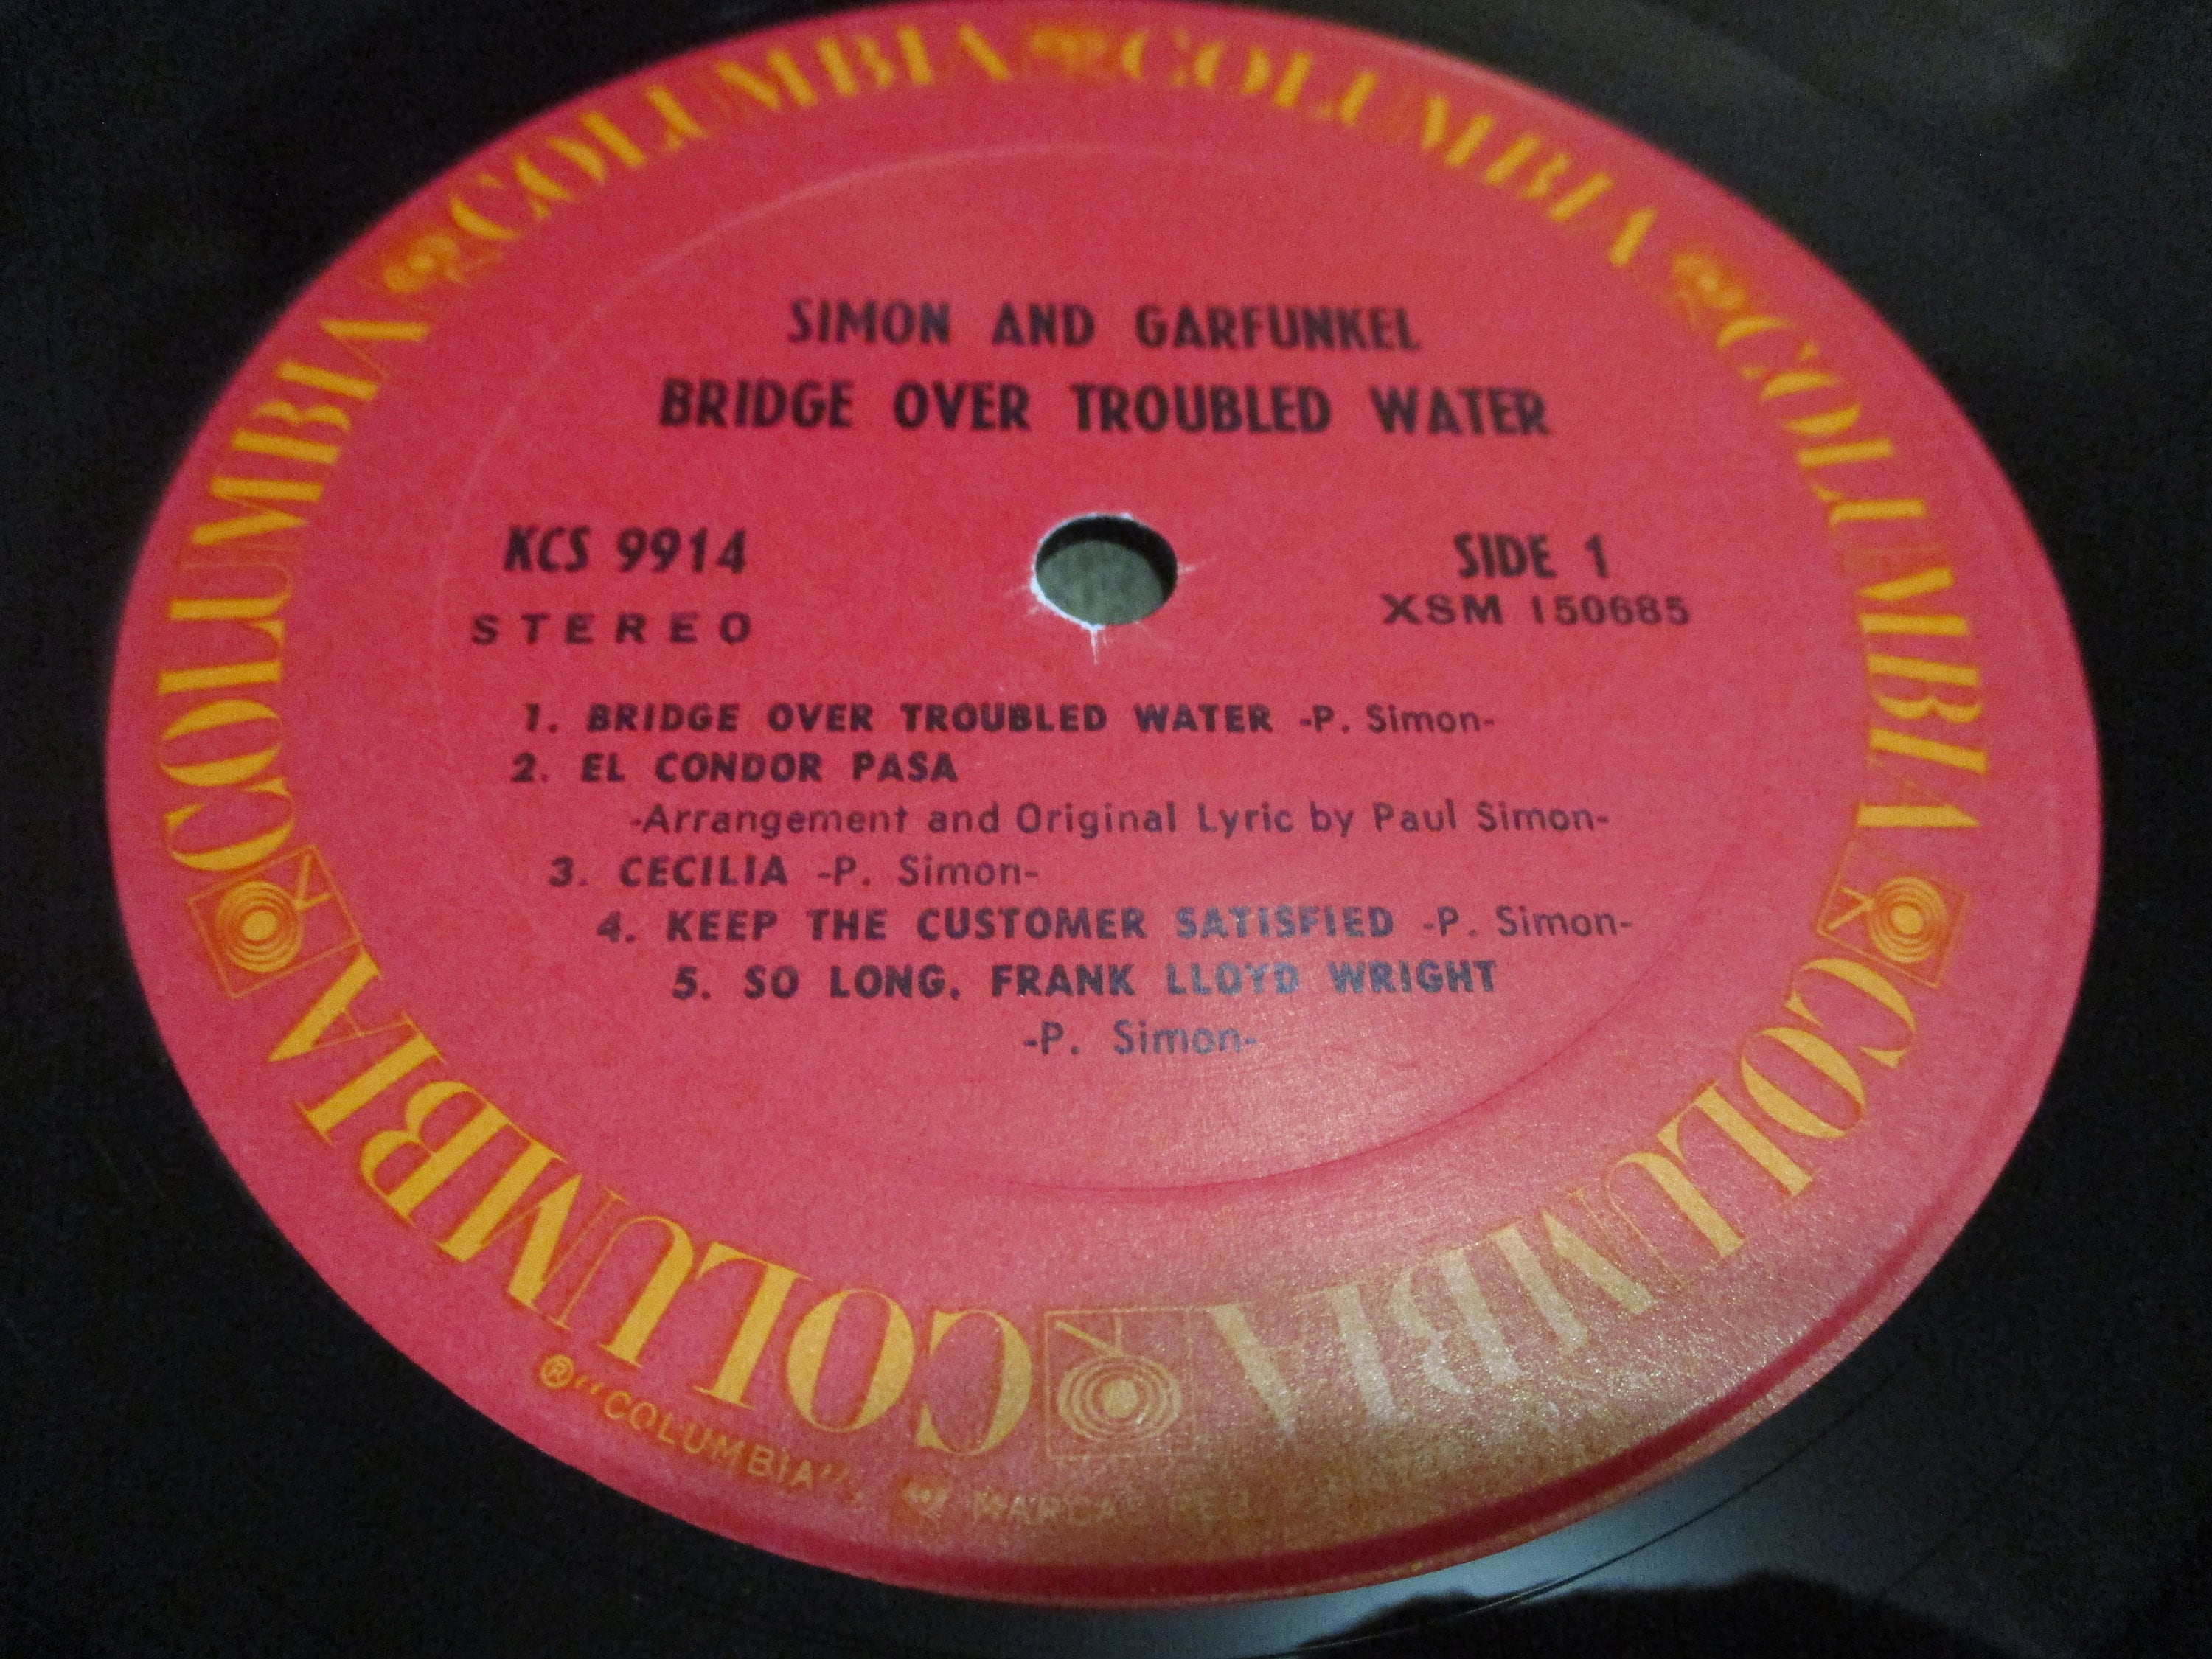 COLUMBIA COLUMBIA COLUMBIA COLUMBIA COLUMBIA COLUMBIA
SIMON AND GARFUNKEL
BRIDGE OVER TROUBLED WATER
KCS 9914
STEREO
SIDE 1
XSM 150685
1. BRIDGE OVER TROUBLED WATER -P. Simon-
2. EL CONDOR PASA
-Arrangement and Original Lyric by Paul Simon-
3. CECILIA -P. Simon-
4. KEEP THE CUSTOMER SATISFIED -P. Simon-
5. SO LONG, FRANK LLOYD WRIGHT
-P. Simon-
® "COLUMBIA", MARCAS REG.